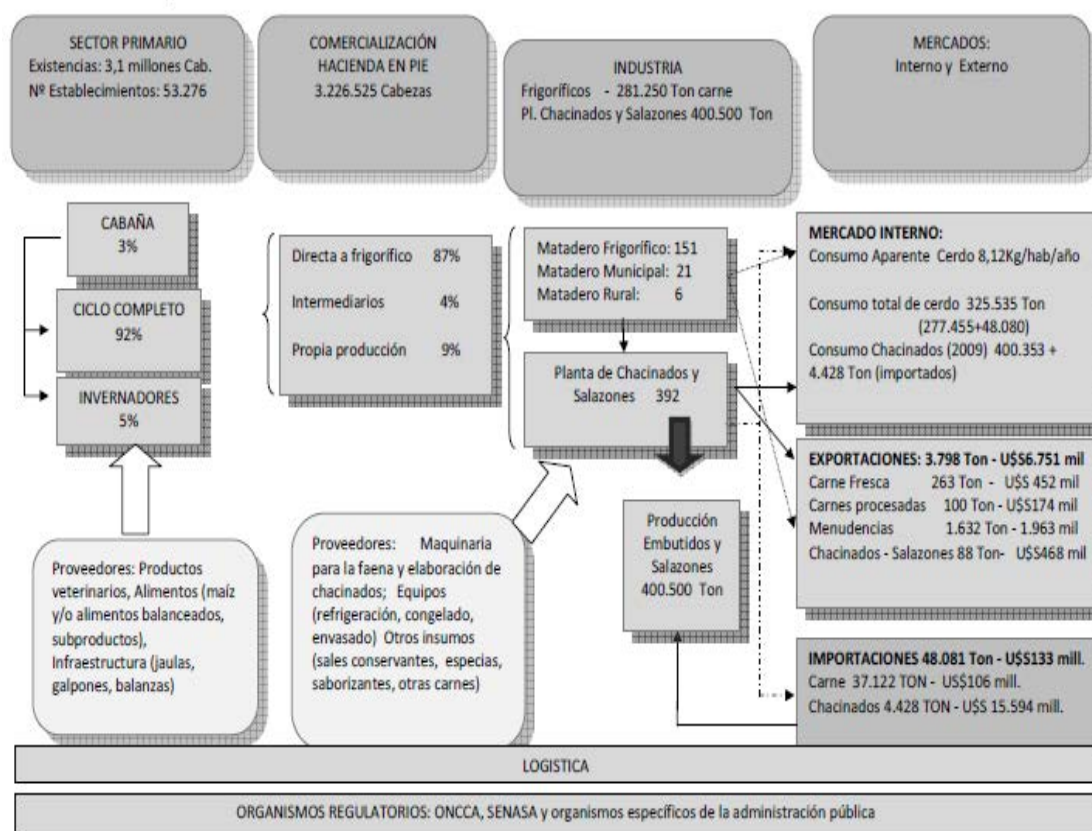 SECTOR PRIMARIO
Existencias: 3,1 millones Cab.
Nº Establecimientos: 53.276
COMERCIALIZACIÓN
HACIENDA EN PIE
3.226.525 Cabezas
INDUSTRIA
Frigoríficos - 281.250 Ton carne
Pl. Chacinados y Salazones 400.500 Ton
MERCADOS:
Interno y Externo
CABAÑA
3%
CICLO COMPLETO
92%
INVERNADORES
5%
Directa a frigorífico 87%
Intermediarios 4%
Propia producción 9%
Matadero Frigorífico: 151
Matadero Municipal: 21
Matadero Rural: 6
Planta de Chacinados y
Salazones 392
MERCADO INTERNO:
Consumo Aparente Cerdo 8,12Kg/hab/año
Consumo total de cerdo 325.535 Ton
(277.455+48.080)
Consumo Chacinados (2009) 400.353 +
4.428 Ton (importados)
EXPORTACIONES: 3.798 Ton - U$S6.751 mil
Carne Fresca 263 Ton - U$S 452 mil
Carnes procesadas 100 Ton - U$S174 mil
Menudencias 1.632 Ton - 1.963 mil
Chacinados - Salazones 88 Ton- U$S468 mil
Proveedores: Productos
veterinarios, Alimentos (maíz
y/o alimentos balanceados,
subproductos),
Infraestructura (jaulas,
galpones, balanzas)
Proveedores: Maquinaria
para la faena y elaboración de
chacinados; Equipos
(refrigeración, congelado,
envasado) Otros insumos
(sales conservantes, especias,
saborizantes, otras carnes)
Producción
Embutidos y
Salazones
400.500 Ton
IMPORTACIONES 48.081 Ton - U$S133 mill.
Carne 37.122 TON - US$106 mill.
Chacinados 4.428 TON - U$S 15.594 mill.
LOGISTICA
ORGANISMOS REGULATORIOS: ONCCA, SENASA y organismos específicos de la administración pública